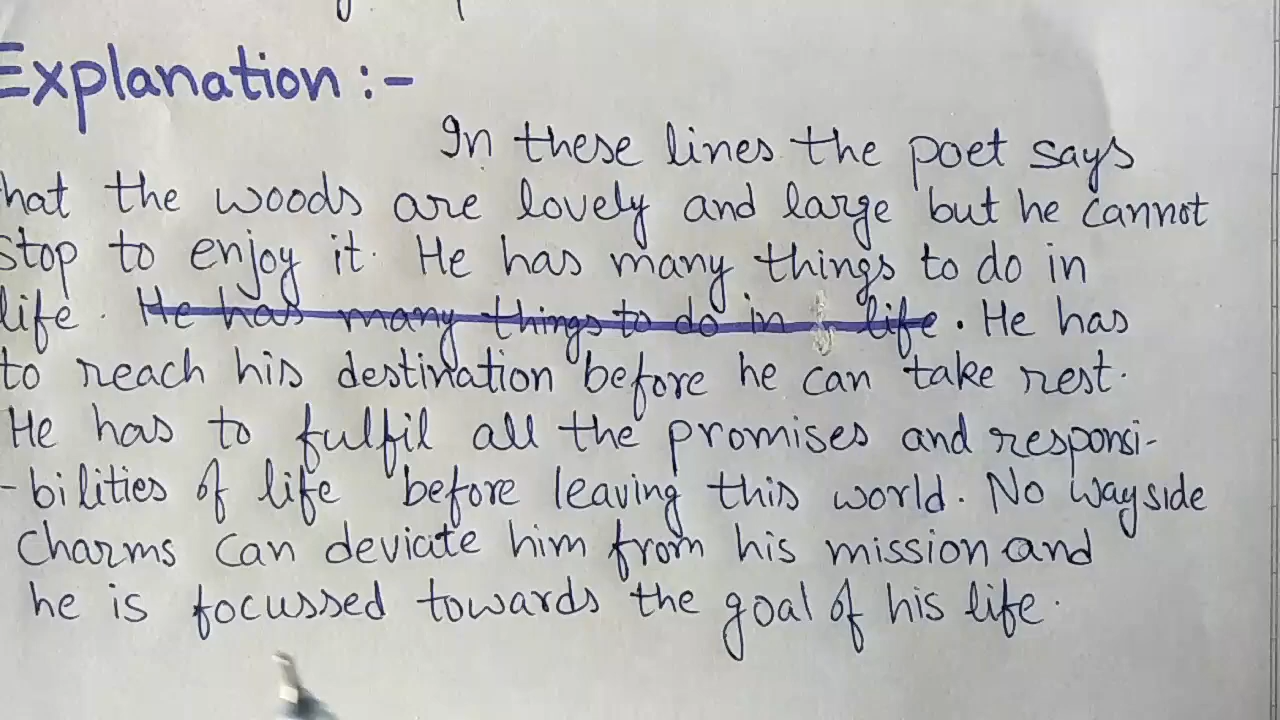 Explanation :-
In these lines the poet says
hat the woods are lovely and large but he cannot
stop to enjoy it. He has many things to do in
life. He has many things to do in life. He has
to reach his destination before he can take rest.
He has to fulfil all the promises and responsi-
-bilities of life before leaving this world. No wayside
charms can deviate him from his mission and
he is focussed towards the goal of his life.